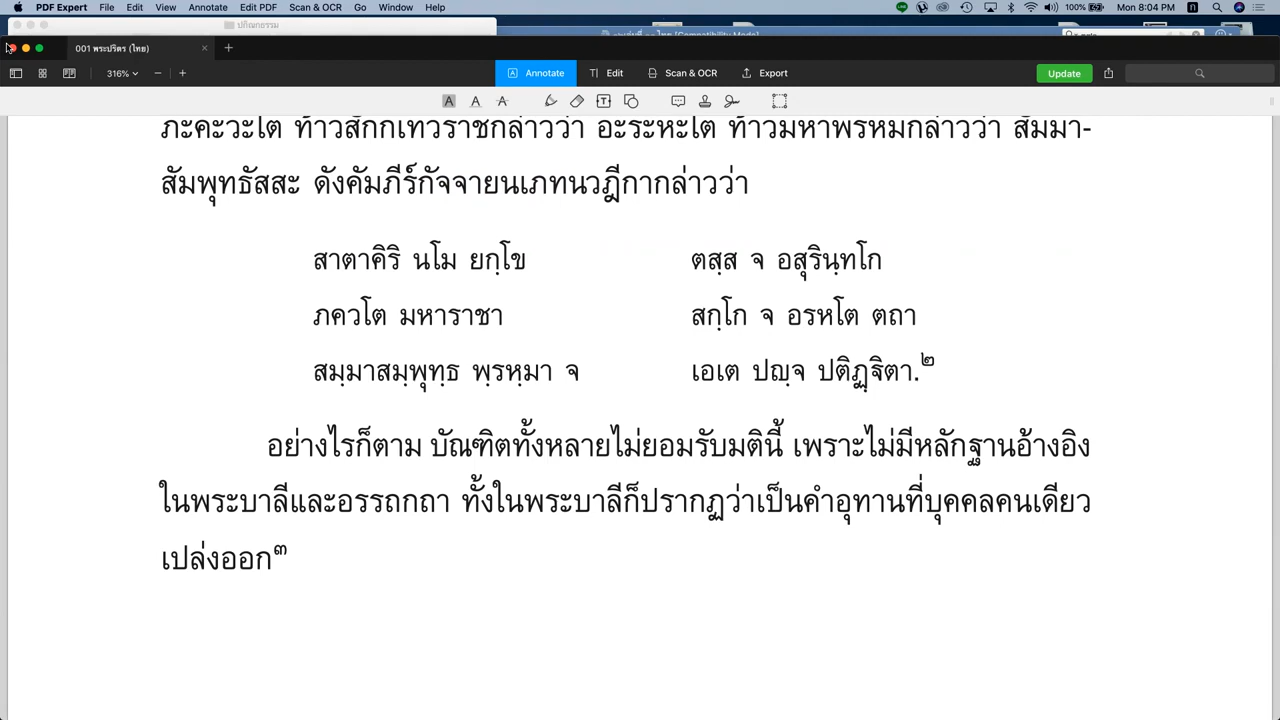 PDF Expert File Edit View Annotate Edit PDF Scan & OCR Go Window Help 100% Mon 8:04 PM
ปกิณกธรรม
001 พระปริตร (ไทย)
316% Annotate Edit Scan & OCR Export Update
ภะคะวะโต ท้าวสักกเทวราชกล่าวว่า อะระหะโต ท้าวมหาพรหมกล่าวว่า สัมมา-
สัมพุทธัสสะ ดังคัมภีร์กัจจายนเภทนวฎีกากล่าวว่า
สาตาคิริ นโม ยกฺโข ตสฺส จ อสุรินฺทโก
ภควโต มหาราชา สกฺโก จ อรหโต ตถา
สมฺมาสมฺพุทฺธ พฺรหฺมา จ เอเต ปญฺจ ปติฏฺฐิตา.๒
อย่างไรก็ตาม บัณฑิตทั้งหลายไม่ยอมรับมตินี้ เพราะไม่มีหลักฐานอ้างอิง
ในพระบาลีและอรรถกถา ทั้งในพระบาลีก็ปรากฏว่าเป็นคำอุทานที่บุคคลคนเดียว
เปล่งออก๓